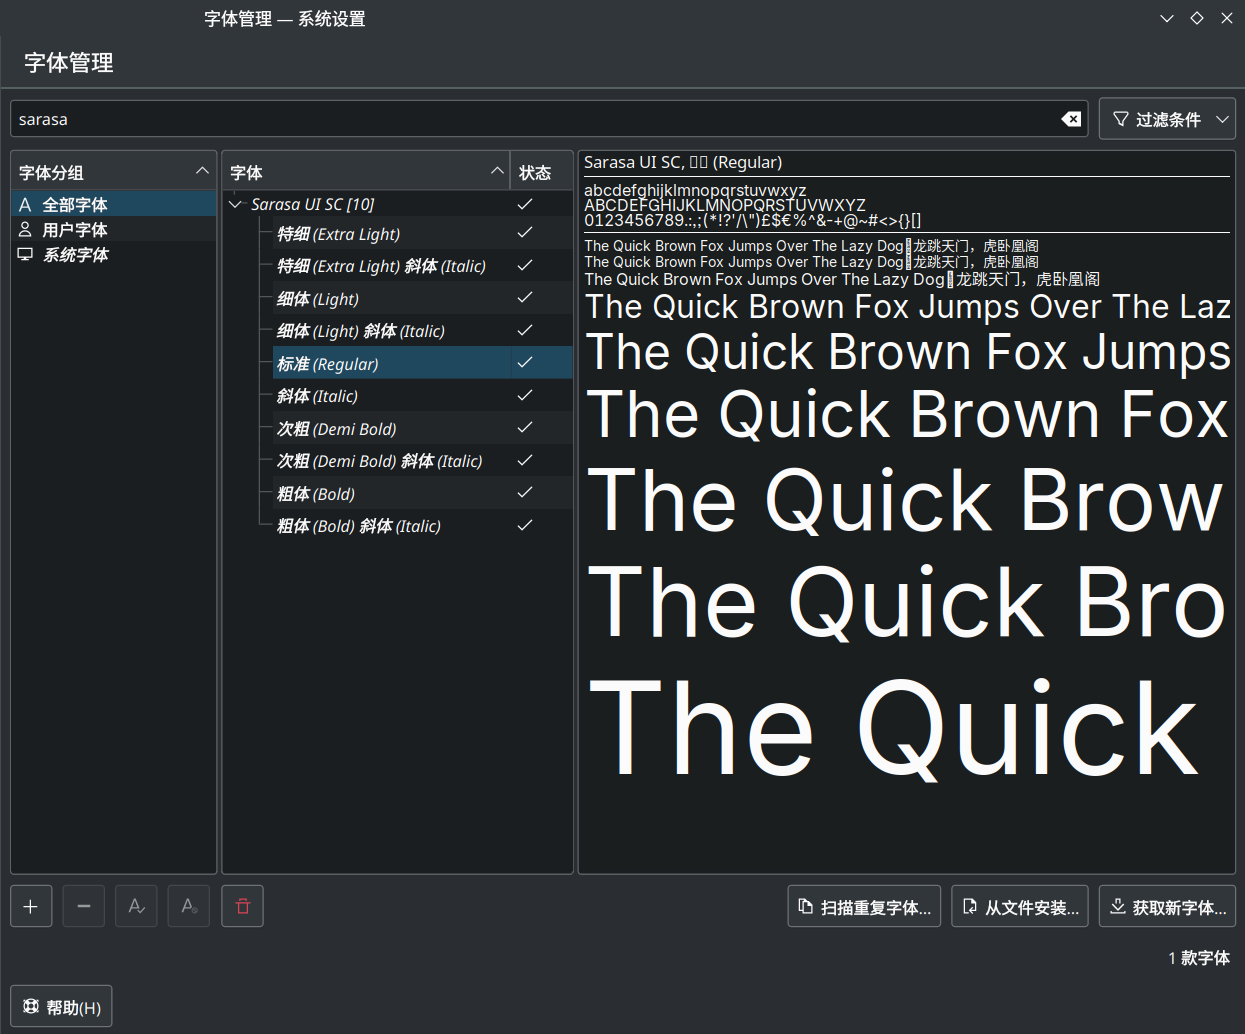 字体管理 — 系统设置
字体管理
sarasa
过滤条件
字体分组
全部字体
用户字体
系统字体
字体
状态
Sarasa UI SC [10]
特细 (Extra Light)
特细 (Extra Light) 斜体 (Italic)
细体 (Light)
细体 (Light) 斜体 (Italic)
标准 (Regular)
斜体 (Italic)
次粗 (Demi Bold)
次粗 (Demi Bold) 斜体 (Italic)
粗体 (Bold)
粗体 (Bold) 斜体 (Italic)
Sarasa UI SC, (Regular)
abcdefghijklmnopqrstuvwxyz
ABCDEFGHIJKLMNOPQRSTUVWXYZ
0123456789.:,;(*!?'/\")£$€%^&-+@~#<>{}[]
The Quick Brown Fox Jumps Over The Lazy Dog 龙跳天门，虎卧凰阁
The Quick Brown Fox Jumps Over The Lazy Dog 龙跳天门，虎卧凰阁
The Quick Brown Fox Jumps Over The Lazy Dog 龙跳天门，虎卧凰阁
The Quick Brown Fox Jumps Over The Laz
The Quick Brown Fox Jumps
The Quick Brown Fox
The Quick Brow
The Quick Bro
The Quick
扫描重复字体...
从文件安装...
获取新字体...
1 款字体
帮助(H)